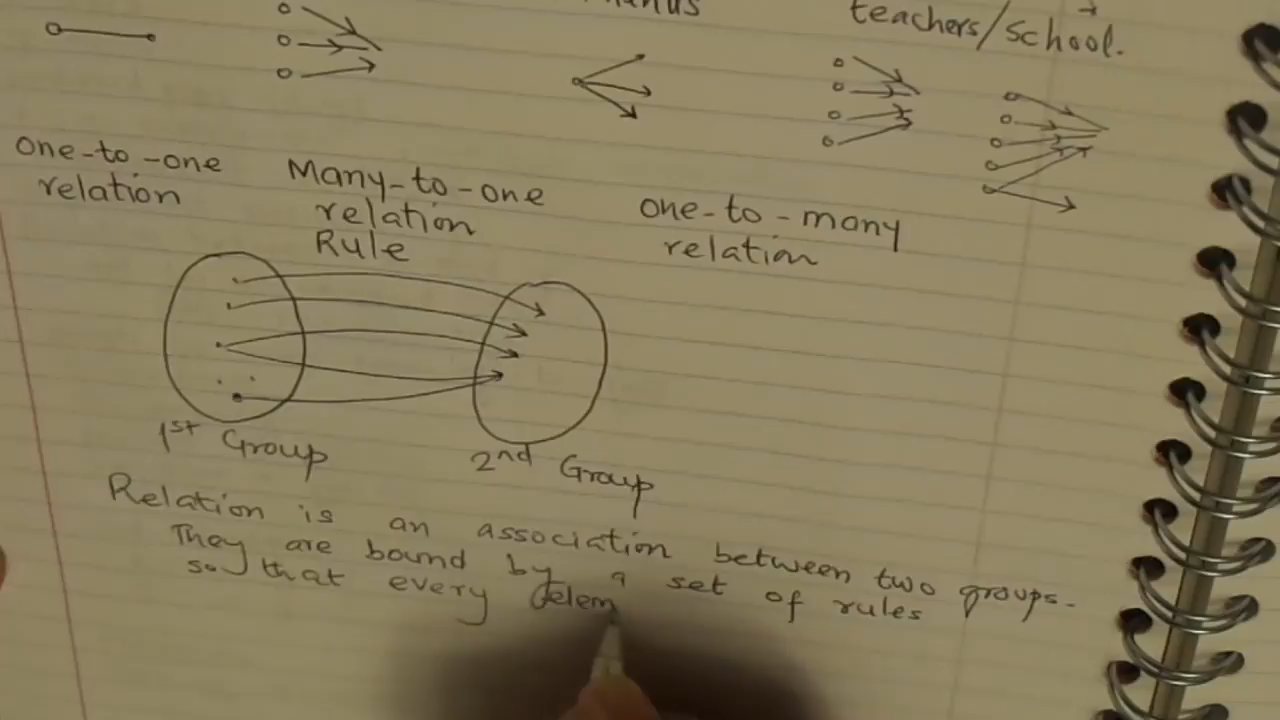 teachers/school.
one-to-one
relation
Many-to-one
relation
Rule
one-to-many
relation
1st Group
2nd Group
Relation is an association between two groups.
They are bound by a set of rules
so that every elem